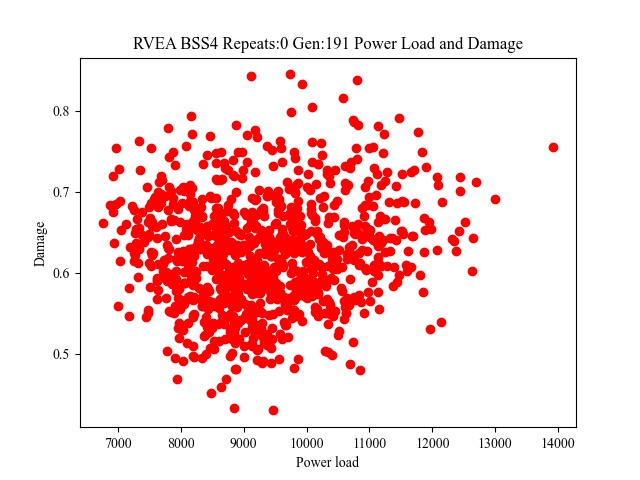 RVEA BSS4 Repeats:0 Gen:191 Power Load and Damage
0.8
0.7
0.6
0.5
Damage
7000 8000 9000 10000 11000 12000 13000 14000
Power load